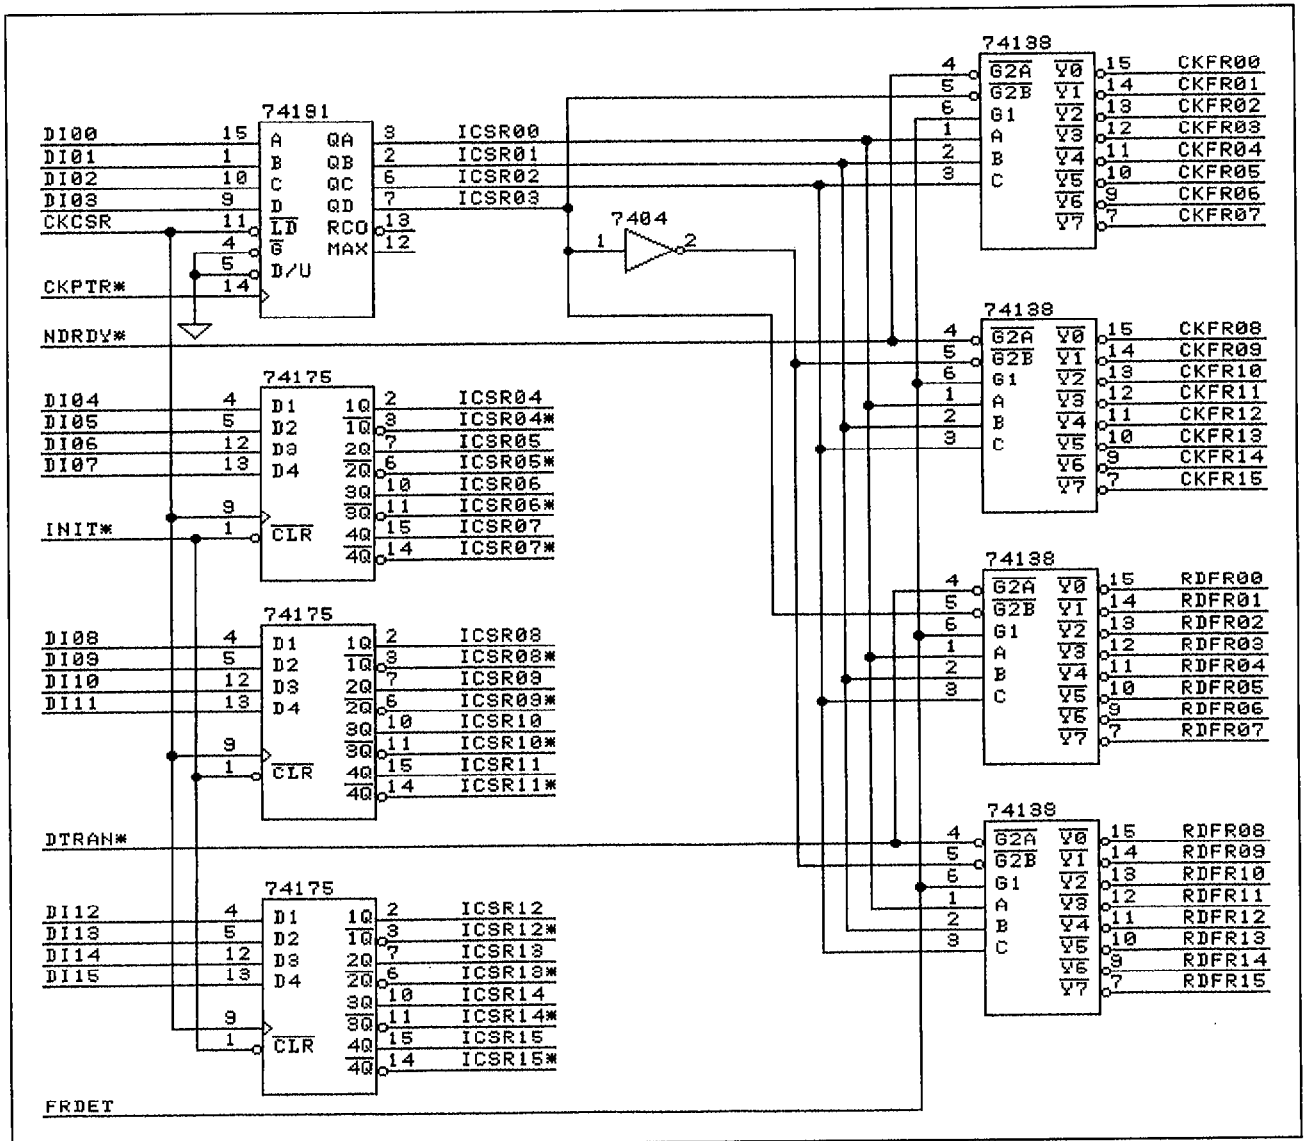 74191
DI00 15 A QA 3 ICSR00
DI01 1 B QB 2 ICSR01
DI02 10 C QC 6 ICSR02
DI03 9 D QD 7 ICSR03
CKCSR 11 LD RCO 13
4 G MAX 12
5 D/U
CKPTR* 14
NDRDY*
7404
1 2
74175
DI04 4 D1 1Q 2 ICSR04
DI05 5 D2 1Q 3 ICSR04*
DI06 12 D3 2Q 7 ICSR05
DI07 13 D4 2Q 6 ICSR05*
3Q 10 ICSR06
9 3Q 11 ICSR06*
INIT* 1 CLR 4Q 15 ICSR07
4Q 14 ICSR07*
74175
DI08 4 D1 1Q 2 ICSR08
DI09 5 D2 1Q 3 ICSR08*
DI10 12 D3 2Q 7 ICSR09
DI11 13 D4 2Q 6 ICSR09*
3Q 10 ICSR10
9 3Q 11 ICSR10*
1 CLR 4Q 15 ICSR11
4Q 14 ICSR11*
DTRAN*
74175
DI12 4 D1 1Q 2 ICSR12
DI13 5 D2 1Q 3 ICSR12*
DI14 12 D3 2Q 7 ICSR13
DI15 13 D4 2Q 6 ICSR13*
3Q 10 ICSR14
9 3Q 11 ICSR14*
1 CLR 4Q 15 ICSR15
4Q 14 ICSR15*
FRDET
74138
4 G2A Y0 15 CKFR00
5 G2B Y1 14 CKFR01
6 G1 Y2 13 CKFR02
1 A Y3 12 CKFR03
2 B Y4 11 CKFR04
3 C Y5 10 CKFR05
Y6 9 CKFR06
Y7 7 CKFR07
74138
4 G2A Y0 15 CKFR08
5 G2B Y1 14 CKFR09
6 G1 Y2 13 CKFR10
1 A Y3 12 CKFR11
2 B Y4 11 CKFR12
3 C Y5 10 CKFR13
Y6 9 CKFR14
Y7 7 CKFR15
74138
4 G2A Y0 15 RDFR00
5 G2B Y1 14 RDFR01
6 G1 Y2 13 RDFR02
1 A Y3 12 RDFR03
2 B Y4 11 RDFR04
3 C Y5 10 RDFR05
Y6 9 RDFR06
Y7 7 RDFR07
74138
4 G2A Y0 15 RDFR08
5 G2B Y1 14 RDFR09
6 G1 Y2 13 RDFR10
1 A Y3 12 RDFR11
2 B Y4 11 RDFR12
3 C Y5 10 RDFR13
Y6 9 RDFR14
Y7 7 RDFR15